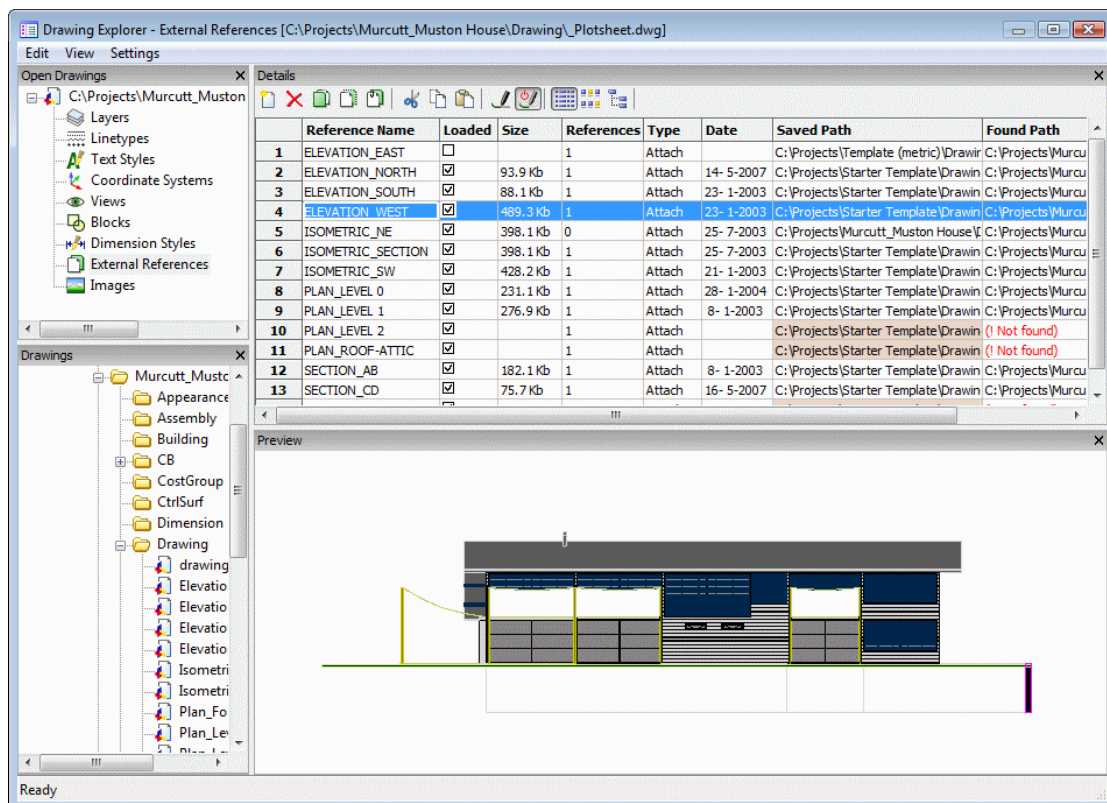 Drawing Explorer - External References [C:\Projects\Murcutt_Muston House\Drawing\_Plotsheet.dwg]
Edit View Settings
Open Drawings
C:\Projects\Murcutt_Muston
Layers
Linetypes
Text Styles
Coordinate Systems
Views
Blocks
Dimension Styles
External References
Images
Drawings
Murcutt_Mustc
Appearance
Assembly
Building
CB
CostGroup
CtrlSurf
Dimension
Drawing
drawing
Elevatio
Elevatio
Elevatio
Elevatio
Isometri
Isometri
Plan_Fo
Plan_Lev
Details
Reference Name Loaded Size References Type Date Saved Path Found Path
1 ELEVATION_EAST 1 Attach C:\Projects\Template (metric)\Drawin C:\Projects\Murcu
2 ELEVATION_NORTH 93.9 Kb 1 Attach 14- 5-2007 C:\Projects\Starter Template\Drawin C:\Projects\Murcu
3 ELEVATION_SOUTH 88.1 Kb 1 Attach 23- 1-2003 C:\Projects\Starter Template\Drawin C:\Projects\Murcu
4 ELEVATION_WEST 489.3 Kb 1 Attach 23- 1-2003 C:\Projects\Starter Template\Drawin C:\Projects\Murcu
5 ISOMETRIC_NE 398.1 Kb 0 Attach 25- 7-2003 C:\Projects\Murcutt_Muston House\D C:\Projects\Murcu
6 ISOMETRIC_SECTION 398.1 Kb 1 Attach 25- 7-2003 C:\Projects\Starter Template\Drawin C:\Projects\Murcu
7 ISOMETRIC_SW 428.2 Kb 1 Attach 21- 1-2003 C:\Projects\Starter Template\Drawin C:\Projects\Murcu
8 PLAN_LEVEL 0 231.1 Kb 1 Attach 28- 1-2004 C:\Projects\Starter Template\Drawin C:\Projects\Murcu
9 PLAN_LEVEL 1 276.9 Kb 1 Attach 8- 1-2003 C:\Projects\Starter Template\Drawin C:\Projects\Murcu
10 PLAN_LEVEL 2 1 Attach C:\Projects\Starter Template\Drawin (! Not found)
11 PLAN_ROOF-ATTIC 1 Attach C:\Projects\Starter Template\Drawin (! Not found)
12 SECTION_AB 182.1 Kb 1 Attach 8- 1-2003 C:\Projects\Starter Template\Drawin C:\Projects\Murcu
13 SECTION_CD 75.7 Kb 1 Attach 16- 5-2007 C:\Projects\Starter Template\Drawin C:\Projects\Murcu
Preview
Ready